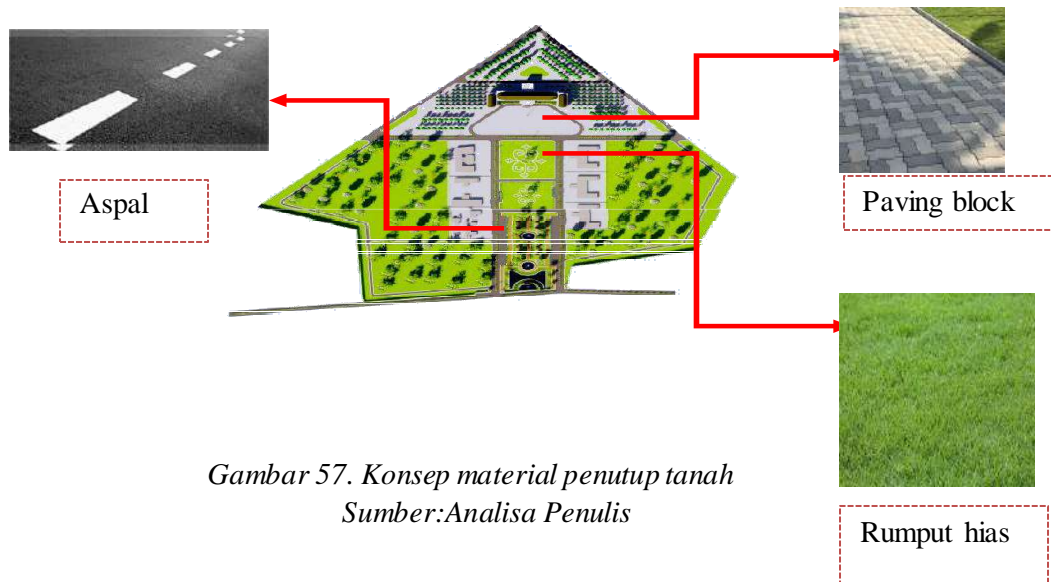 Aspal
Paving block
Gambar 57. Konsep material penutup tanah
Sumber:Analisa Penulis
Rumput hias